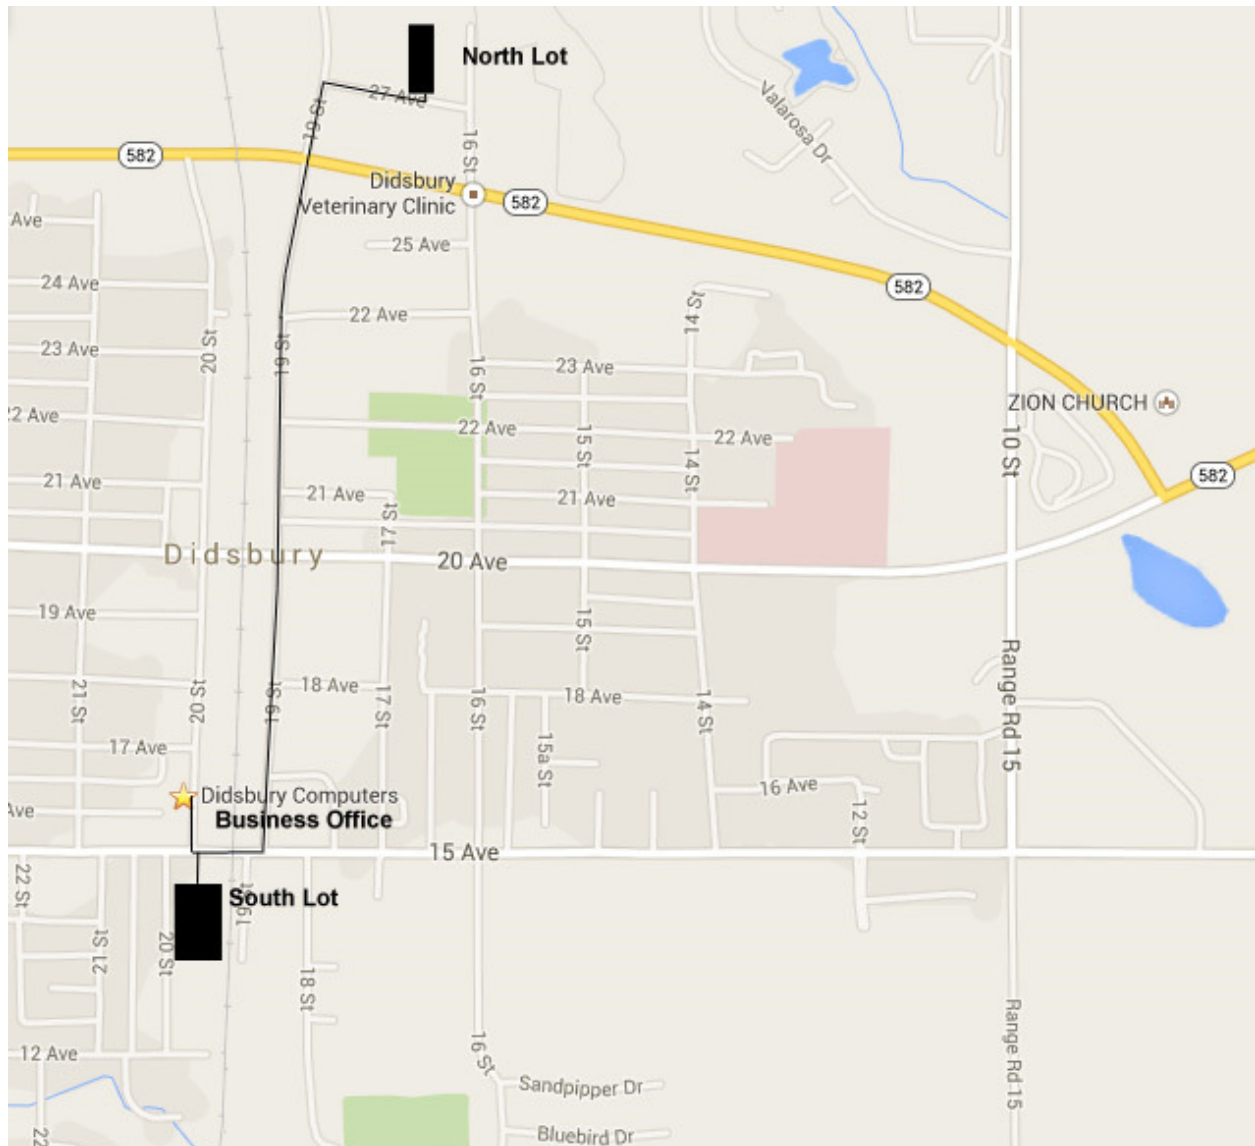 North Lot
27 Ave
19 St
Valarosa Dr
16 St
582
Didsbury
Veterinary Clinic
582
Ave
25 Ave
24 Ave
582
14 St
22 Ave
20 St
19 St
23 Ave
16 St
23 Ave
ZION CHURCH
22 Ave
22 Ave
15 St
22 Ave
10 St
14 St
582
21 Ave
21 Ave
21 Ave
17 St
Didsbury
20 Ave
19 Ave
15 St
Range Rd 15
18 Ave
18 Ave
21 St
20 St
19 St
17 St
16 St
14 St
17 Ave
15a St
16 Ave
Didsbury Computers
Business Office
Ave
12 St
15 Ave
22 St
South Lot
19
21 St
20 St
18 St
12 Ave
16 St
Range Rd 15
Sandpipper Dr
Bluebird Dr
22